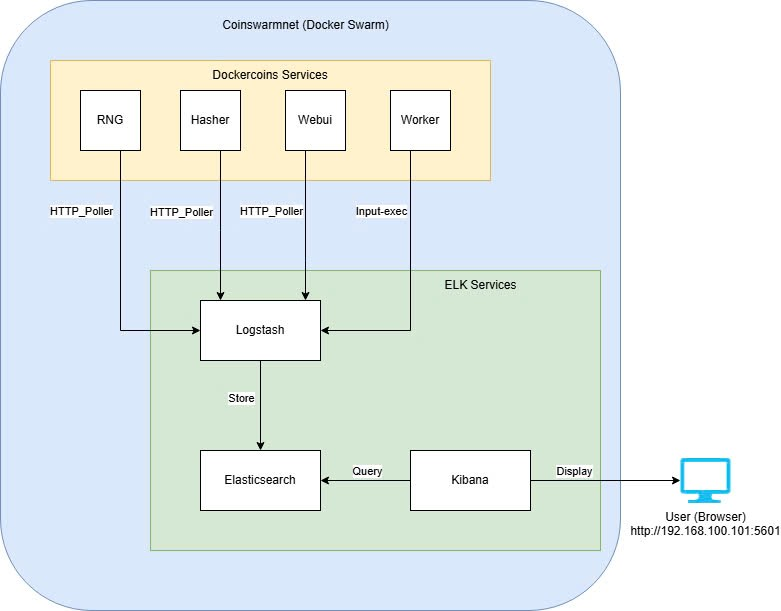 Coinswarmnet (Docker Swarm)
Dockercoins Services
RNG
Hasher
Webui
Worker
HTTP_Poller
HTTP_Poller
HTTP_Poller
Input-exec
ELK Services
Logstash
Store
Elasticsearch
Query
Kibana
Display
User (Browser)
http://192.168.100.101:5601